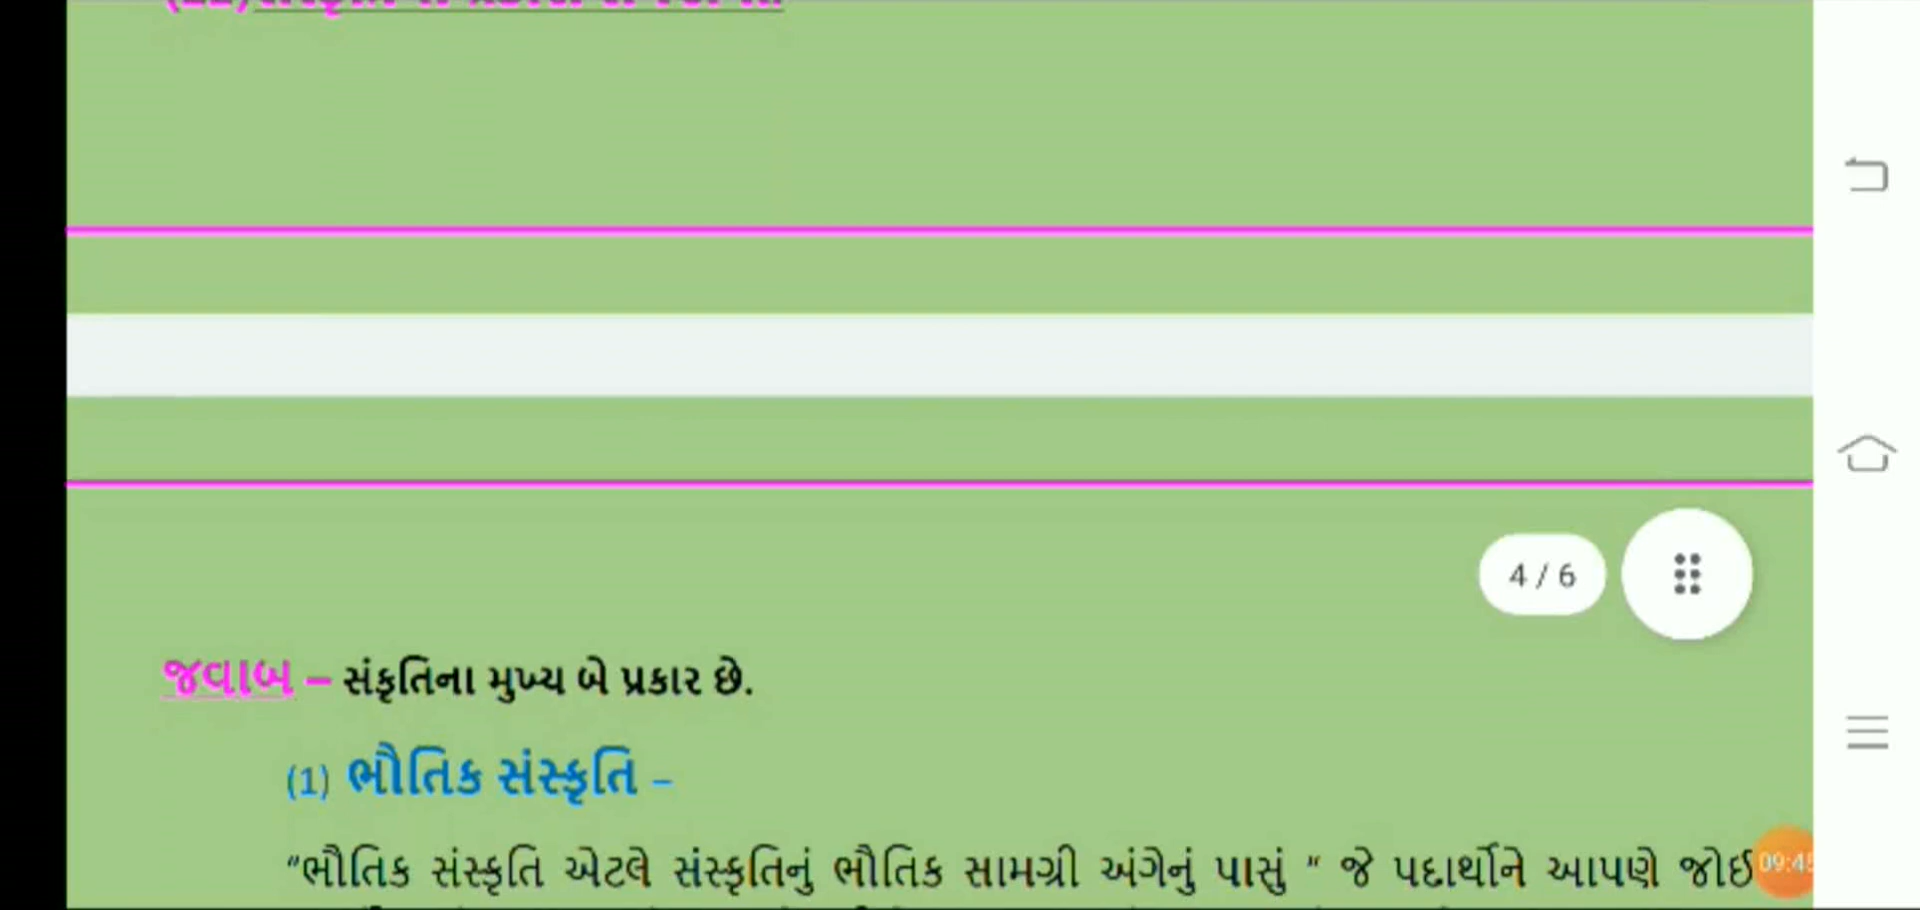 4 / 6
જવાબ – સંકૃતિના મુખ્ય બે પ્રકાર છે.
(1) ભૌતિક સંસ્કૃતિ –
“ભૌતિક સંસ્કૃતિ એટલે સંસ્કૃતિનું ભૌતિક સામગ્રી અંગેનું પાસું “ જે પદાર્થોને આપણે જોઈ